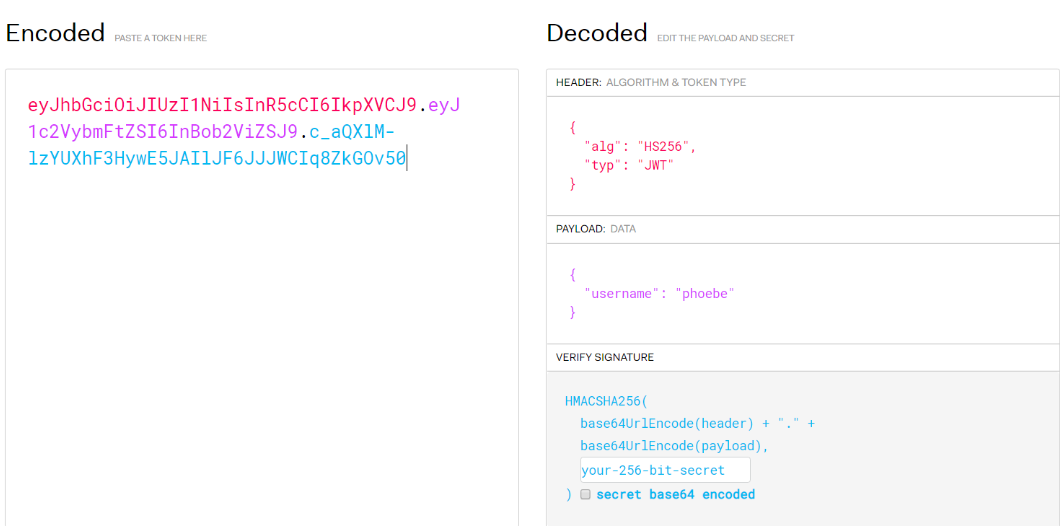 Encoded PASTE A TOKEN HERE
eyJhbGciOiJIUzI1NiIsInR5cCI6IkpXVCJ9.eyJ
1c2VybmFtZSI6InBob2ViZSJ9.c_aQXlM-
lzYUXhF3HywE5JAIlJF6JJJWCIq8ZkGOv50
Decoded EDIT THE PAYLOAD AND SECRET
HEADER: ALGORITHM & TOKEN TYPE
{
"alg": "HS256",
"typ": "JWT"
}
PAYLOAD: DATA
{
"username": "phoebe"
}
VERIFY SIGNATURE
HMACSHA256(
base64UrlEncode(header) + "." +
base64UrlEncode(payload),
your-256-bit-secret
) secret base64 encoded